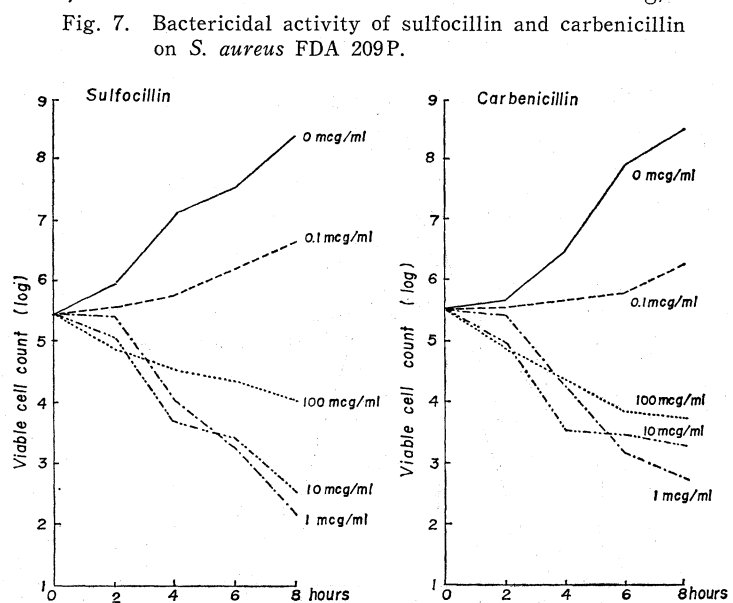 Fig. 7. Bactericidal activity of sulfocillin and carbenicillin
on S. aureus FDA 209P.
Sulfocillin
9
8
7
6
5
4
3
2
1
Viable cell count (log)
0 mcg/ml
0.1 mcg/ml
100 mcg/ml
10 mcg/ml
1 mcg/ml
0 2 4 6 8 hours
Carbenicillin
9
8
7
6
5
4
3
2
1
Viable cell count (log)
0 mcg/ml
0.1mcg/ml
100 mcg/ml
10 mcg/ml
1 mcg/ml
0 2 4 6 8 hours